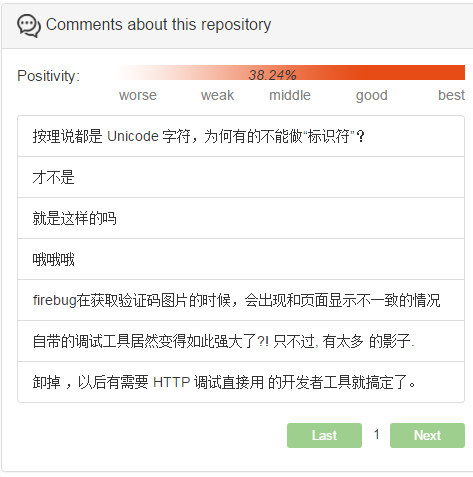 Comments about this repository
Positivity: 38.24%
worse weak middle good best
按理说都是 Unicode 字符，为何有的不能做“标识符”？
才不是
就是这样的吗
哦哦哦
firebug在获取验证码图片的时候，会出现和页面显示不一致的情况
自带的调试工具居然变得如此强大了?! 只不过, 有太多 的影子.
卸掉 ，以后有需要 HTTP 调试直接用 的开发者工具就搞定了。
Last 1 Next